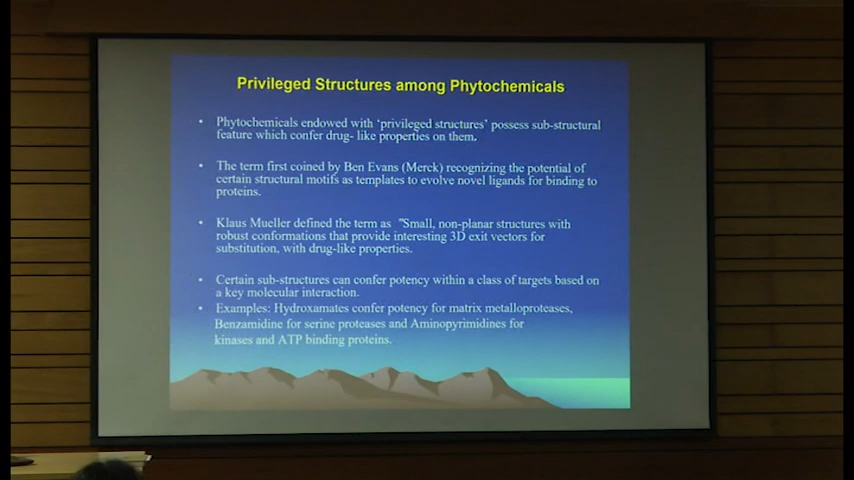 Privileged Structures among Phytochemicals
• Phytochemicals endowed with 'privileged structures' possess sub-structural
feature which confer drug- like properties on them.
• The term first coined by Ben Evans (Merck) recognizing the potential of
certain structural motifs as templates to evolve novel ligands for binding to
proteins.
• Klaus Mueller defined the term as "Small, non-planar structures with
robust conformations that provide interesting 3D exit vectors for
substitution, with drug-like properties.
• Certain sub-structures can confer potency within a class of targets based on
a key molecular interaction.
• Examples: Hydroxamates confer potency for matrix metalloproteases,
Benzamidine for serine proteases and Aminopyrimidines for
kinases and ATP binding proteins.